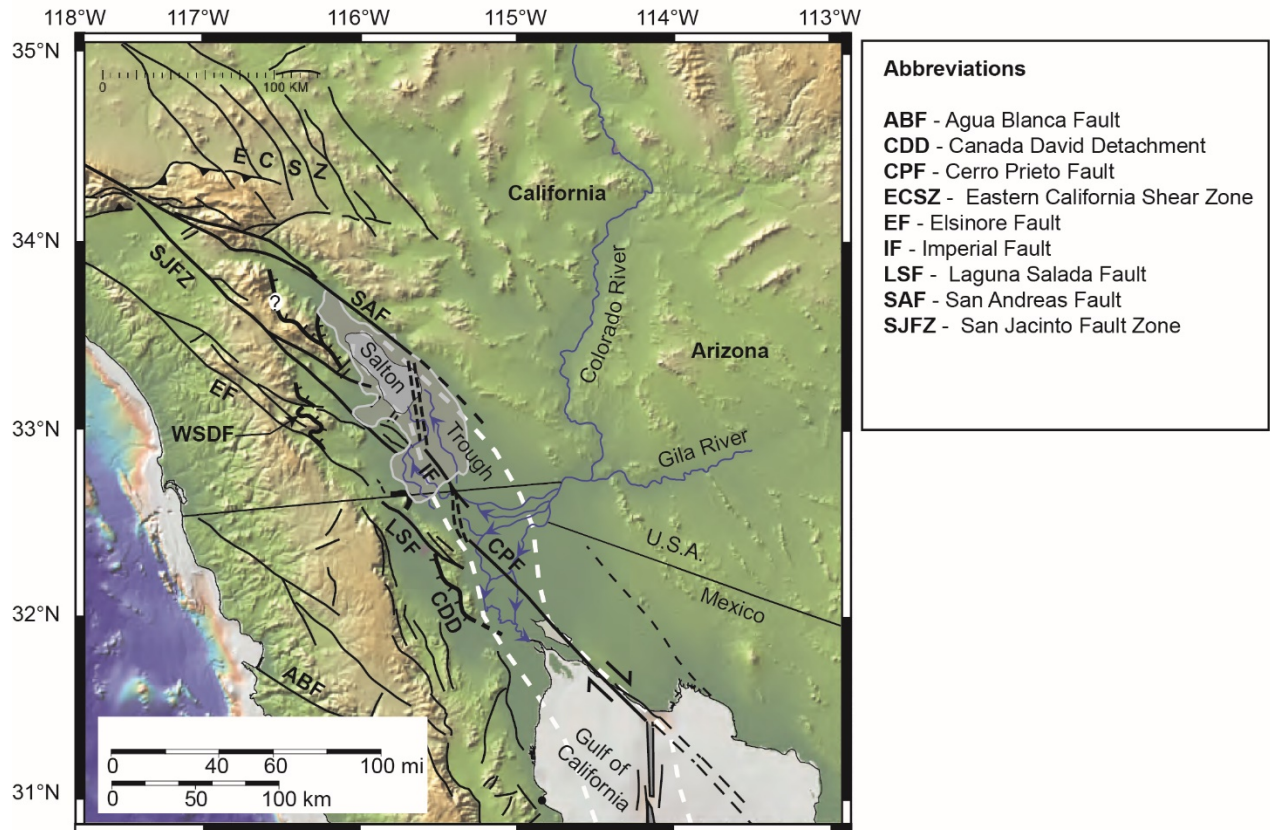 118°W 117°W 116°W 115°W 114°W 113°W
35°N
34°N
33°N
32°N
31°N
0 100 KM
E C S Z
California
SJFZ
SAF
?
Colorado River
Arizona
Salton
Trough
EF
WSDF
IF
Gila River
LSF
CPF
U.S.A.
Mexico
CDD
ABF
Gulf of
California
0 40 60 100 mi
0 50 100 km
Abbreviations
ABF - Agua Blanca Fault
CDD - Canada David Detachment
CPF - Cerro Prieto Fault
ECSZ - Eastern California Shear Zone
EF - Elsinore Fault
IF - Imperial Fault
LSF - Laguna Salada Fault
SAF - San Andreas Fault
SJFZ - San Jacinto Fault Zone